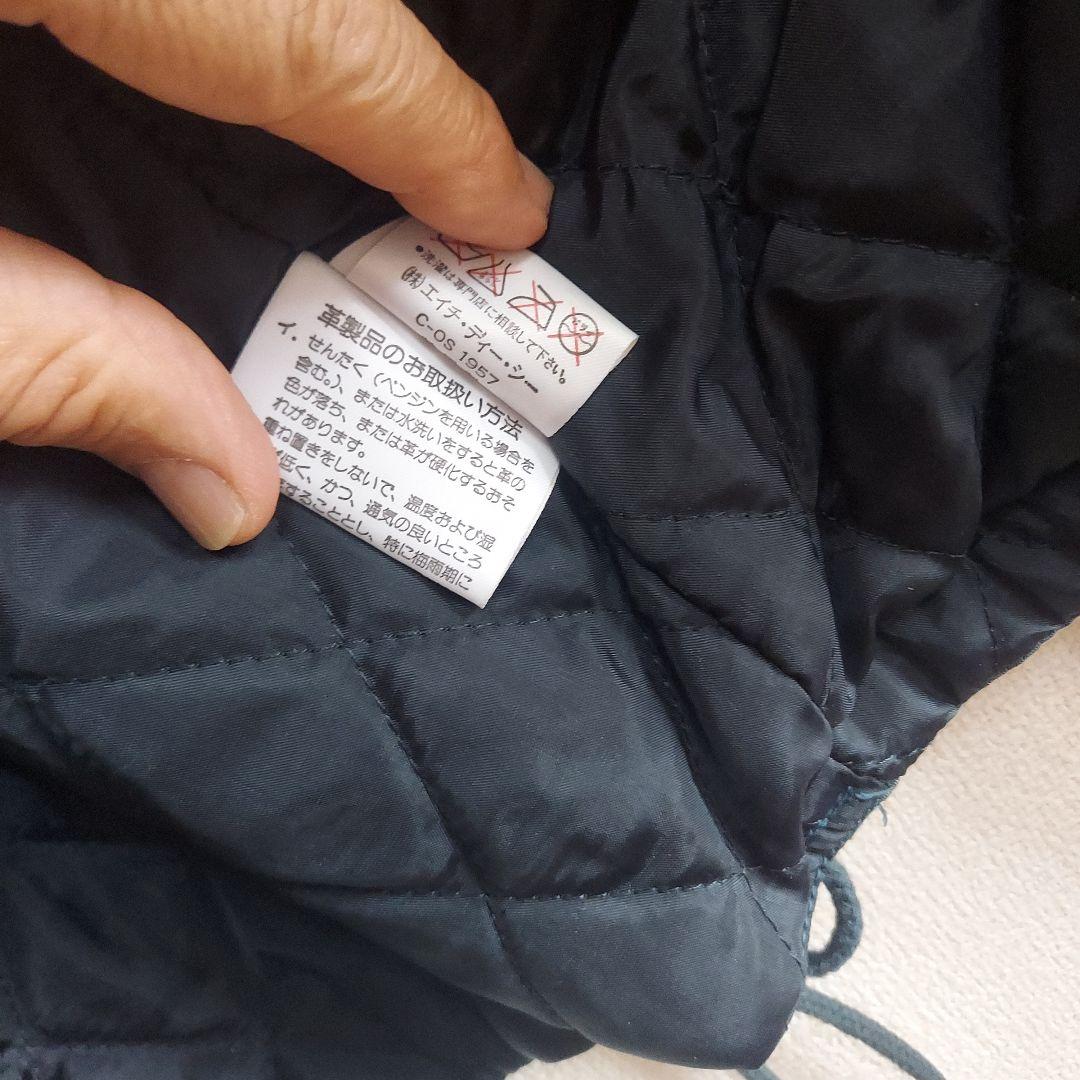 •洗濯は専門店に相談して下さい。
(株)エイチ・ディー・シー
C-OS 1957
革製品のお取扱い方法
イ. せんたく(ベンジンを用いる場合を
含む。)、または水洗いをすると革の
色が落ち、または革が硬化するおそ
れがあります。
重ね置きをしないで、温度および湿
低く、かつ、通気の良いところ
することとし、特に梅雨期に